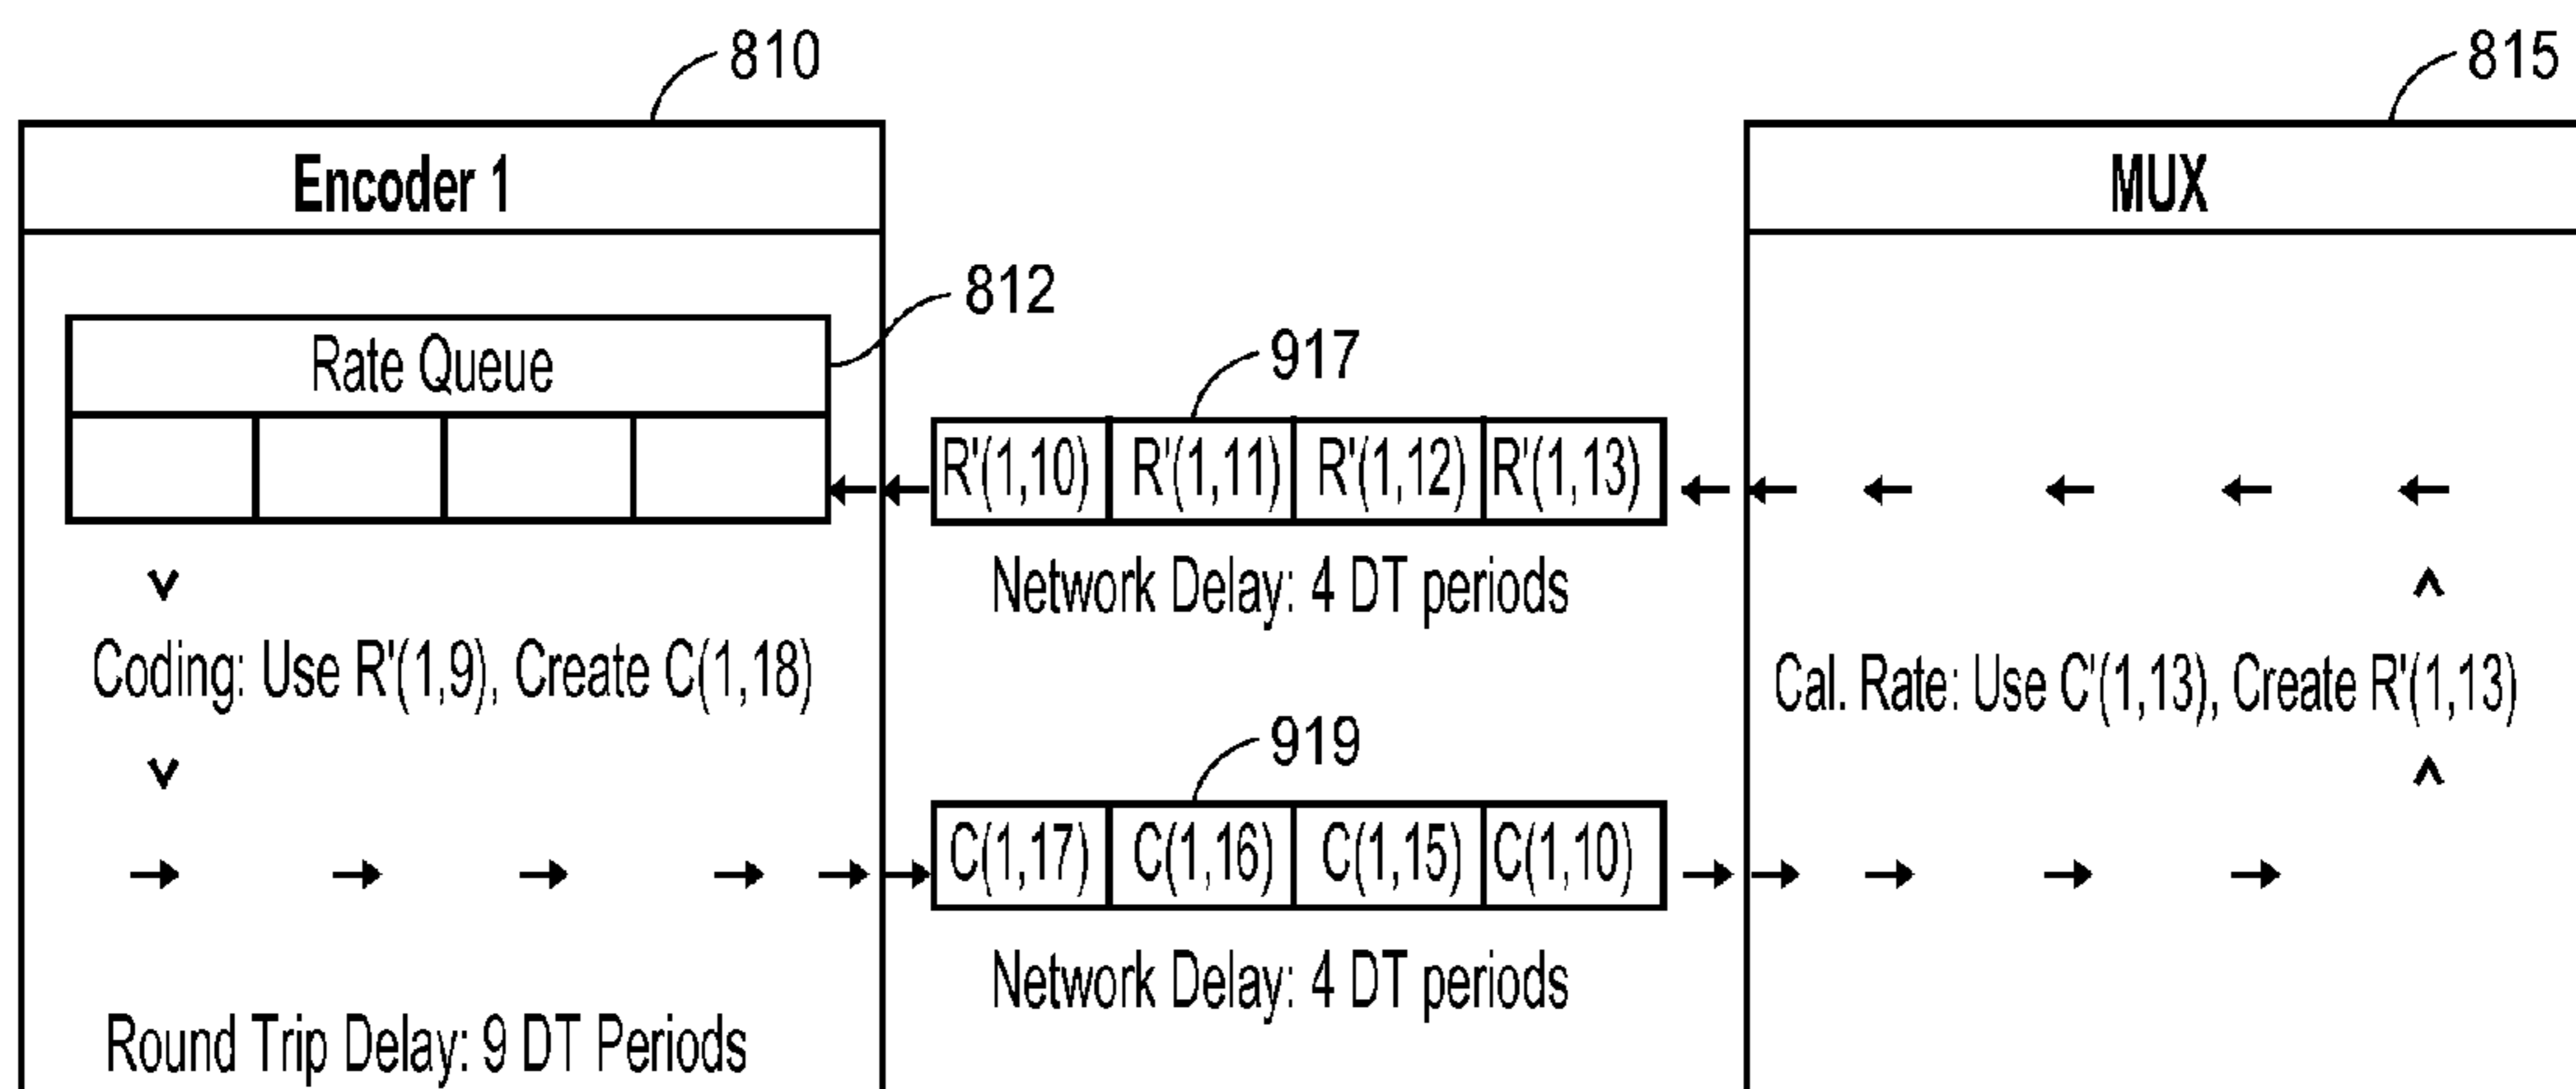 810
815
Encoder 1
MUX
812
Rate Queue
917
R'(1,10) R'(1,11) R'(1,12) R'(1,13)
Network Delay: 4 DT periods
Coding: Use R'(1,9), Create C(1,18)
Cal. Rate: Use C'(1,13), Create R'(1,13)
919
C(1,17) C(1,16) C(1,15) C(1,10)
Network Delay: 4 DT periods
Round Trip Delay: 9 DT Periods